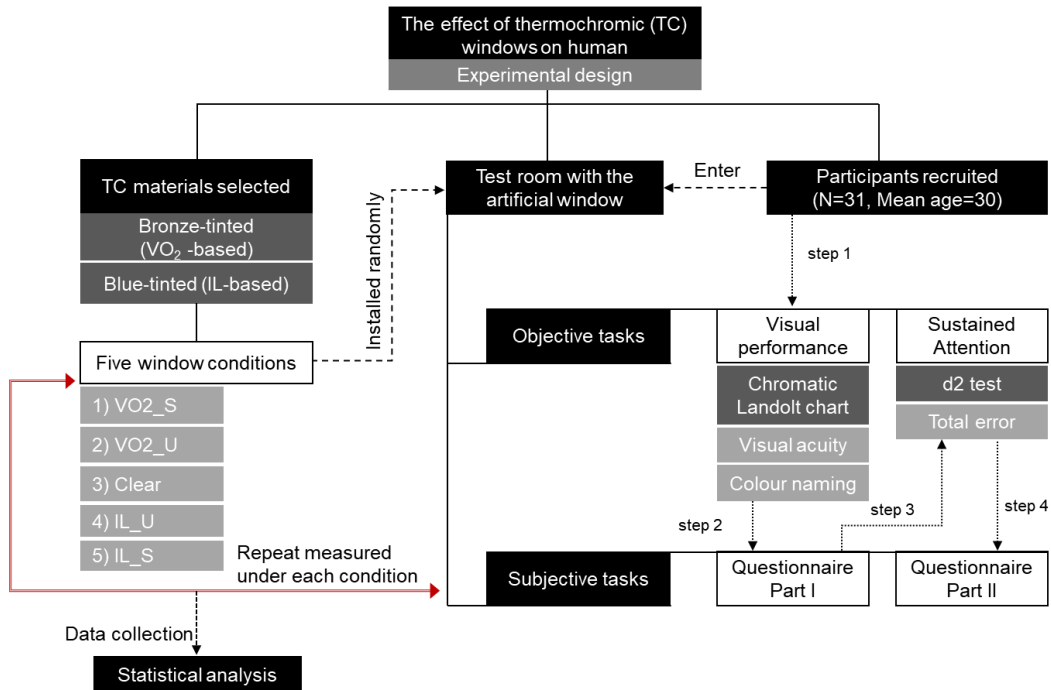 The effect of thermochromic (TC)
windows on human
Experimental design
TC materials selected
Bronze-tinted
(VO₂ -based)
Blue-tinted (IL-based)
Five window conditions
1) VO2_S
2) VO2_U
3) Clear
4) IL_U
5) IL_S
Installed randomly
Test room with the
artificial window
Enter
Participants recruited
(N=31, Mean age=30)
step 1
Objective tasks
Visual
performance
Chromatic
Landolt chart
Visual acuity
Colour naming
Sustained
Attention
d2 test
Total error
step 2
step 3
step 4
Subjective tasks
Questionnaire
Part I
Questionnaire
Part II
Repeat measured
under each condition
Data collection
Statistical analysis